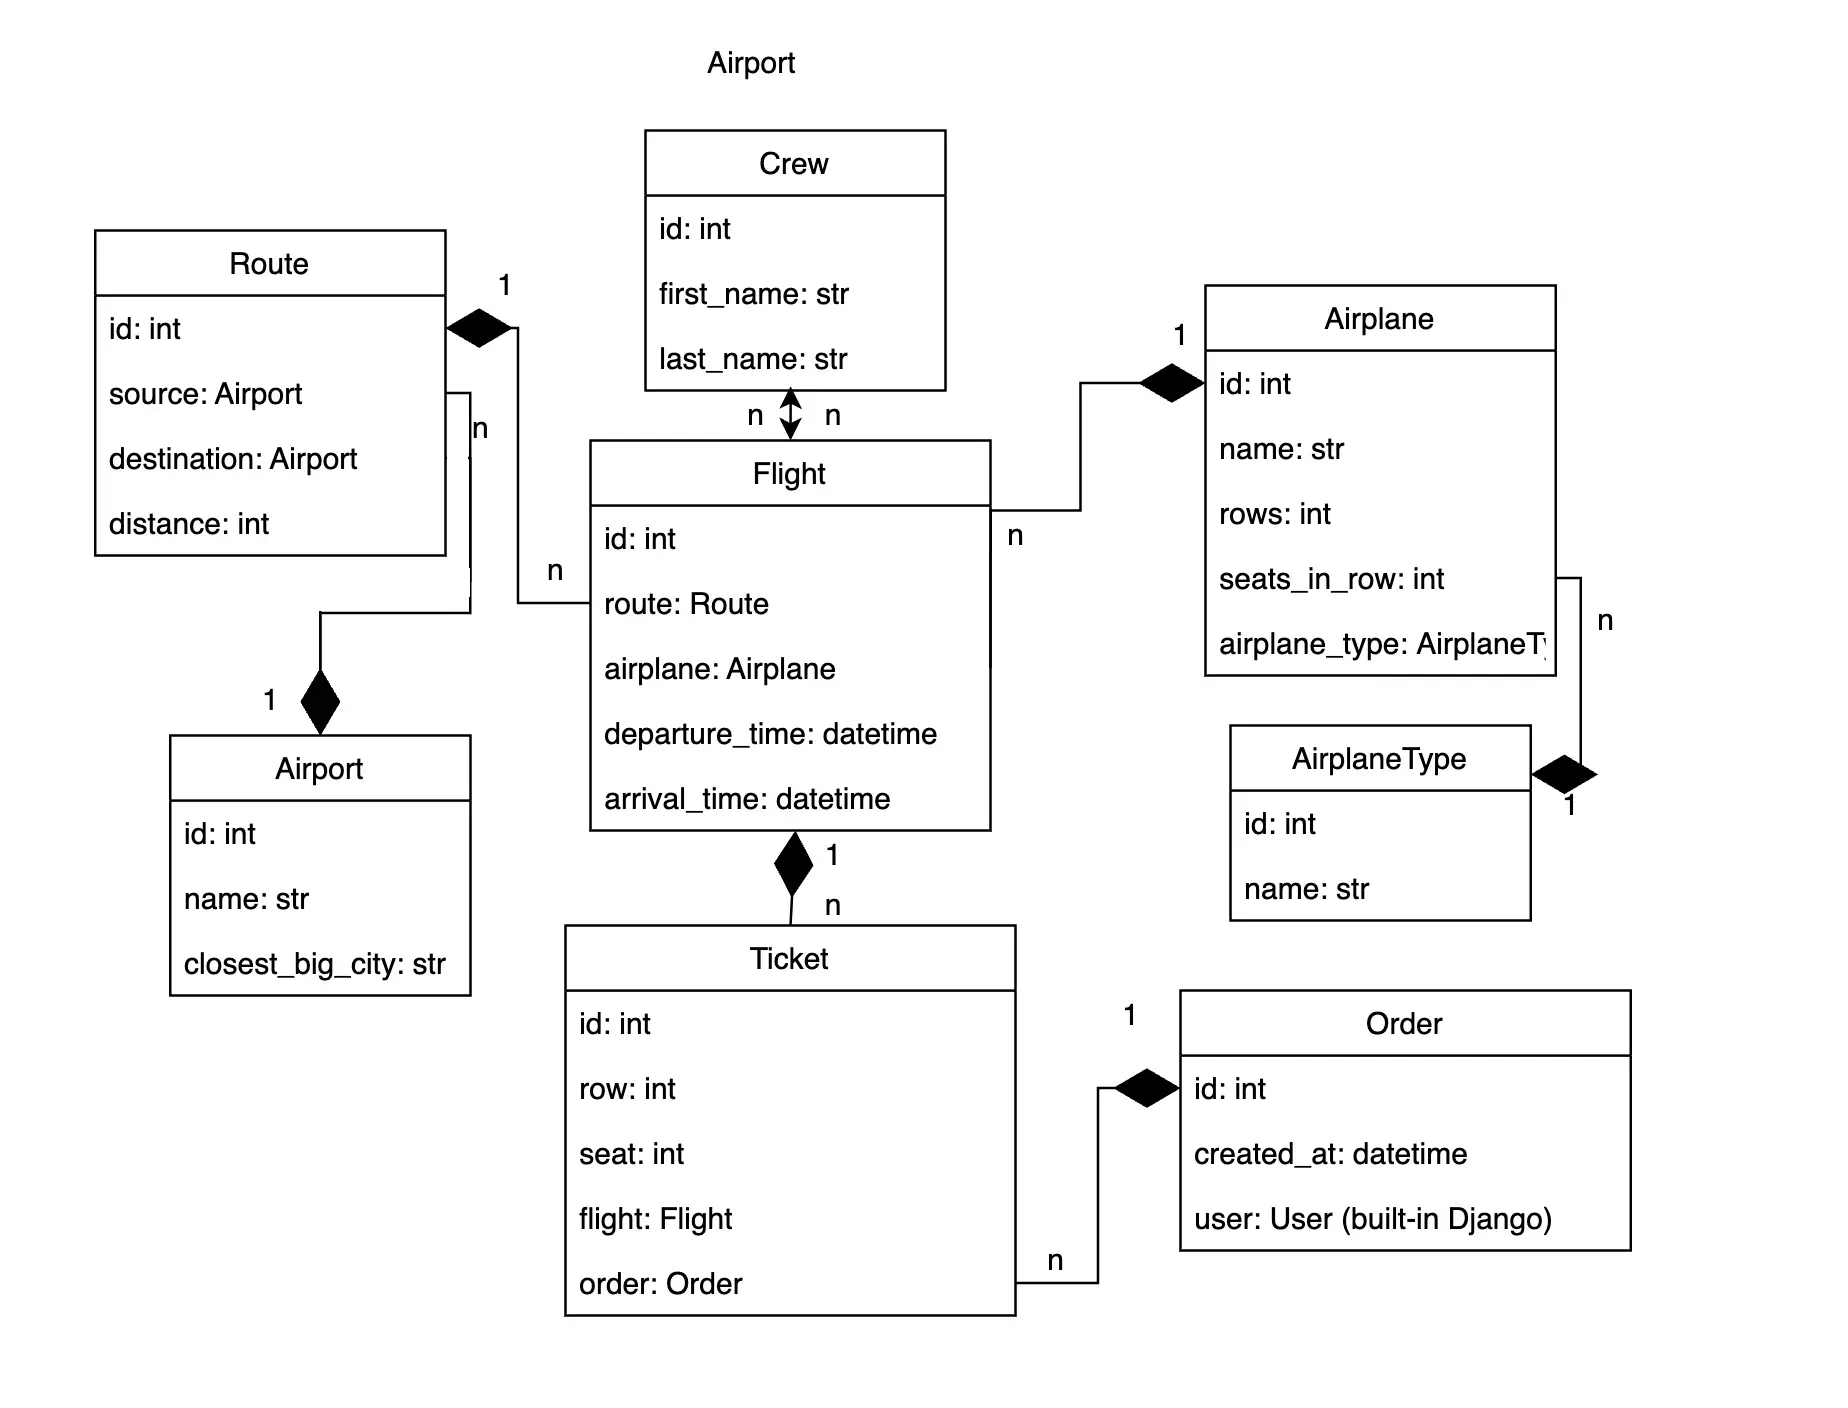 Airport
Crew
id: int
first_name: str
last_name: str
n
n
Route
id: int
source: Airport
destination: Airport
distance: int
1
n
n
Flight
id: int
route: Route
airplane: Airplane
departure_time: datetime
arrival_time: datetime
n
1
Airplane
id: int
name: str
rows: int
seats_in_row: int
airplane_type: AirplaneTy
n
1
AirplaneType
id: int
name: str
1
Airport
id: int
name: str
closest_big_city: str
1
n
Ticket
id: int
row: int
seat: int
flight: Flight
order: Order
n
1
Order
id: int
created_at: datetime
user: User (built-in Django)